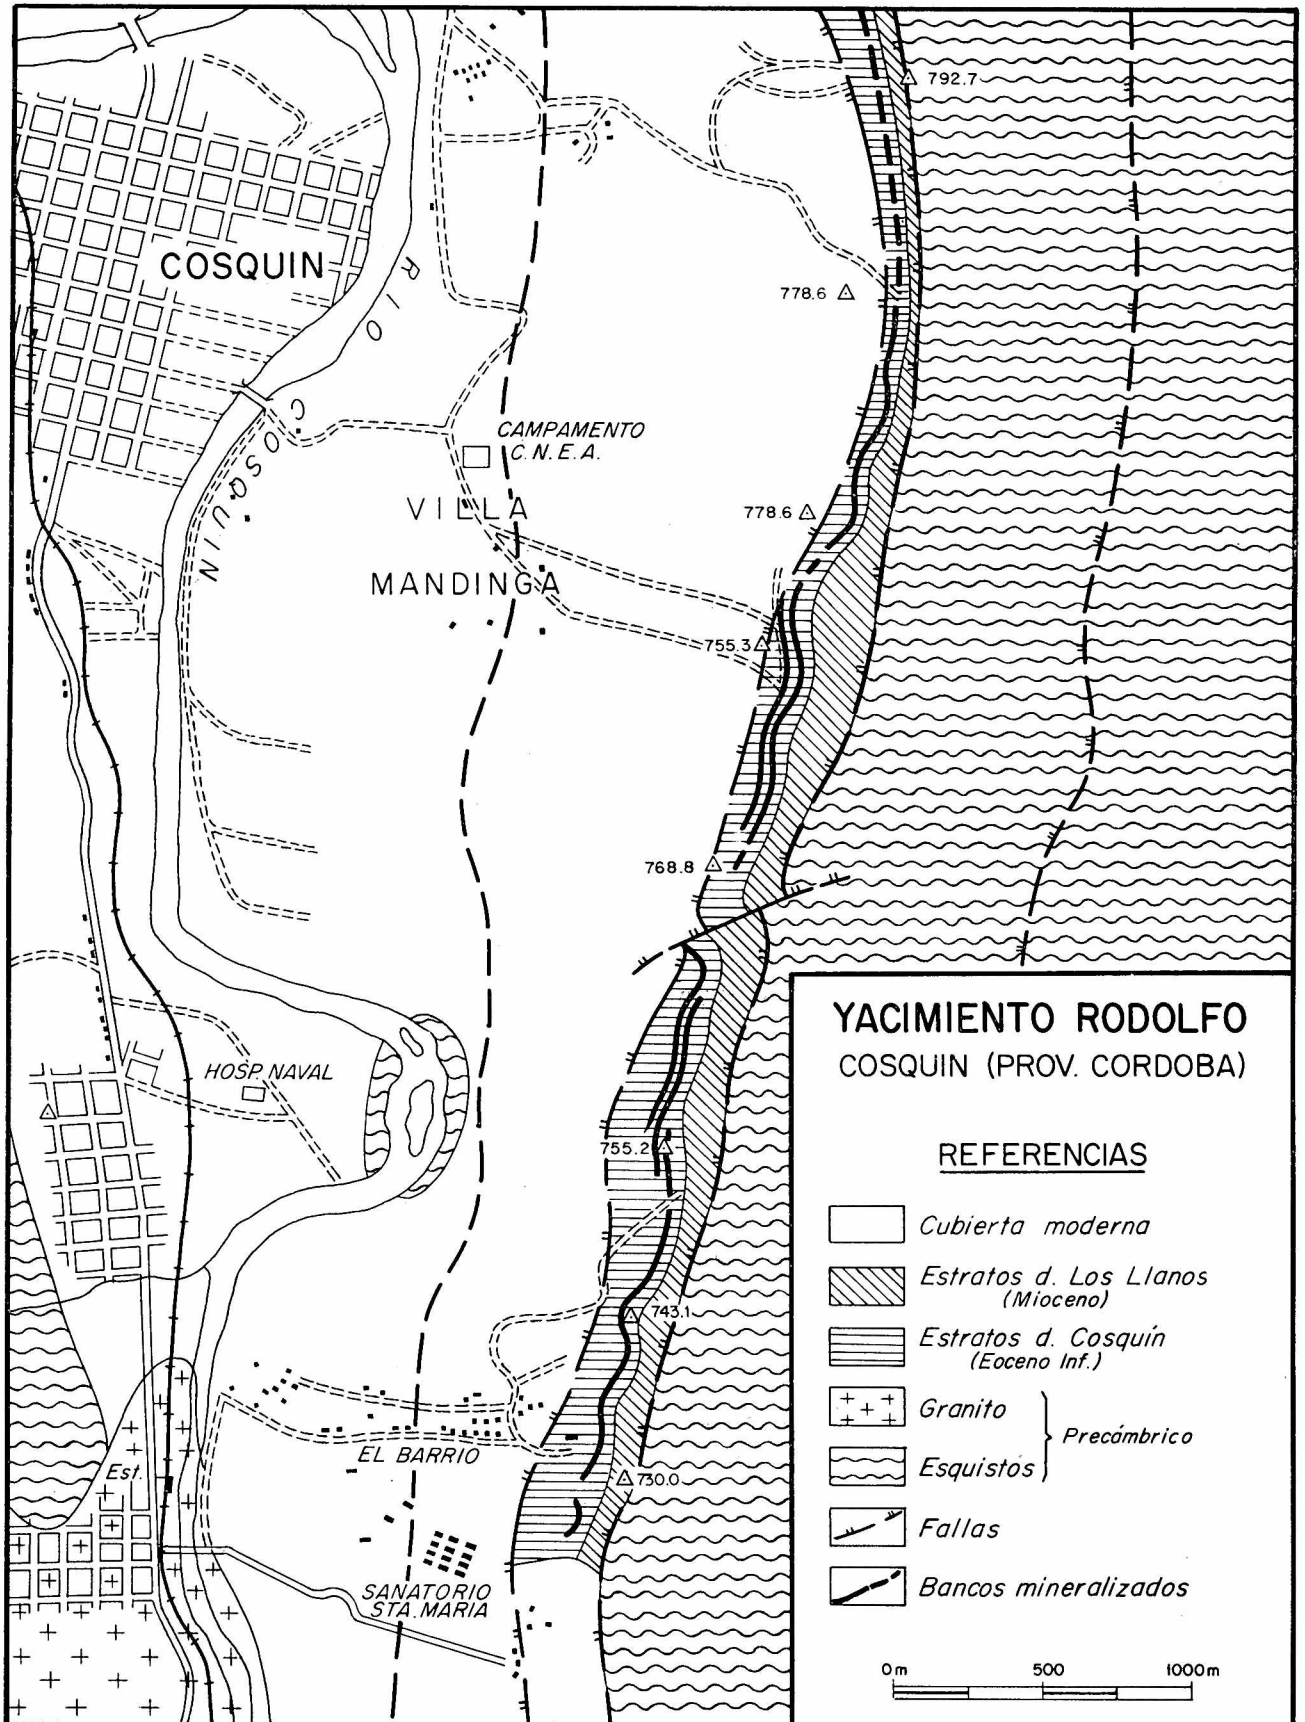 792.7
COSQUIN
RIO
COSQUIN
778.6
CAMPAMENTO
C.N.E.A.
VILLA
778.6
MANDINGA
755.3
768.8
HOSP. NAVAL
755.2
743.1
EL BARRIO
Est.
730.0
SANATORIO
STA. MARIA
YACIMIENTO RODOLFO
COSQUIN (PROV. CORDOBA)
REFERENCIAS
Cubierta moderna
Estratos d. Los Llanos
(Mioceno)
Estratos d. Cosquín
(Eoceno Inf.)
Granito
Precámbrico
Esquistos
Fallas
Bancos mineralizados
0m 500 1000m